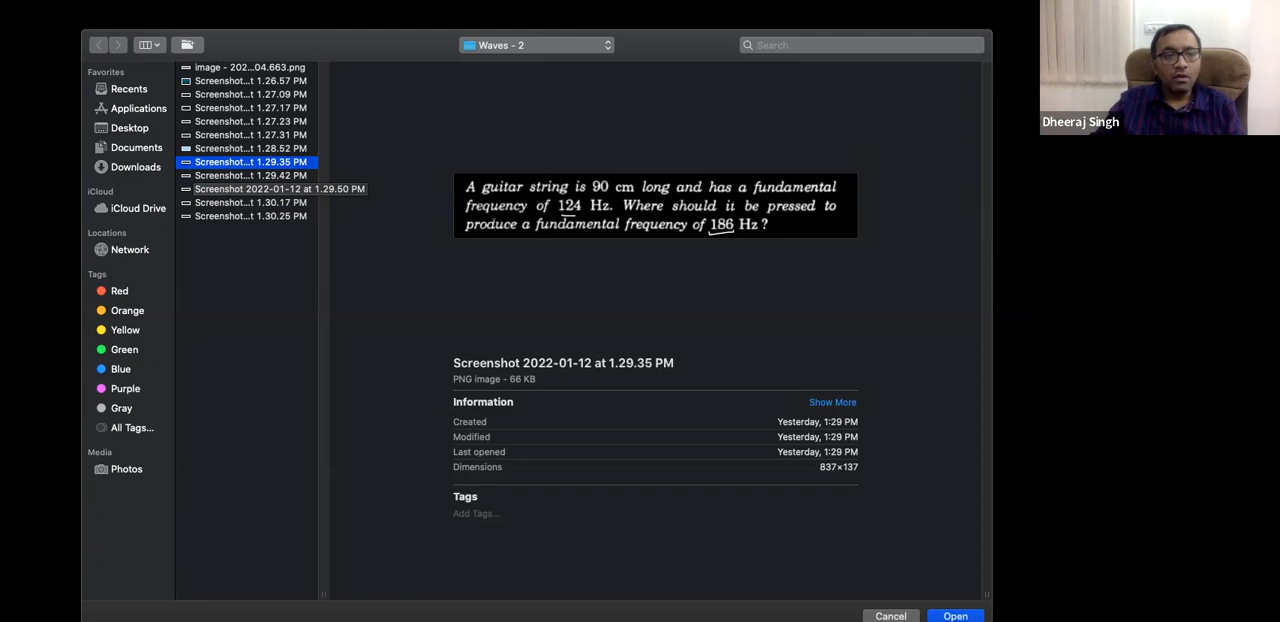 Waves - 2
Search
Favorites
Recents
Applications
Desktop
Documents
Downloads
iCloud
iCloud Drive
Locations
Network
Tags
Red
Orange
Yellow
Green
Blue
Purple
Gray
All Tags...
Media
Photos
image - 202...04.663.png
Screenshot...t 1.26.57 PM
Screenshot...t 1.27.09 PM
Screenshot...t 1.27.17 PM
Screenshot...t 1.27.23 PM
Screenshot...t 1.27.31 PM
Screenshot...t 1.28.52 PM
Screenshot...t 1.29.35 PM
Screenshot...t 1.29.42 PM
Screenshot 2022-01-12 at 1.29.50 PM
Screenshot...t 1.30.17 PM
Screenshot...t 1.30.25 PM
A guitar string is 90 cm long and has a fundamental
frequency of 124 Hz. Where should it be pressed to
produce a fundamental frequency of 186 Hz ?
Screenshot 2022-01-12 at 1.29.35 PM
PNG image - 66 KB
Information Show More
Created Yesterday, 1:29 PM
Modified Yesterday, 1:29 PM
Last opened Yesterday, 1:29 PM
Dimensions 837×137
Tags
Add Tags...
Cancel Open
Dheeraj Singh